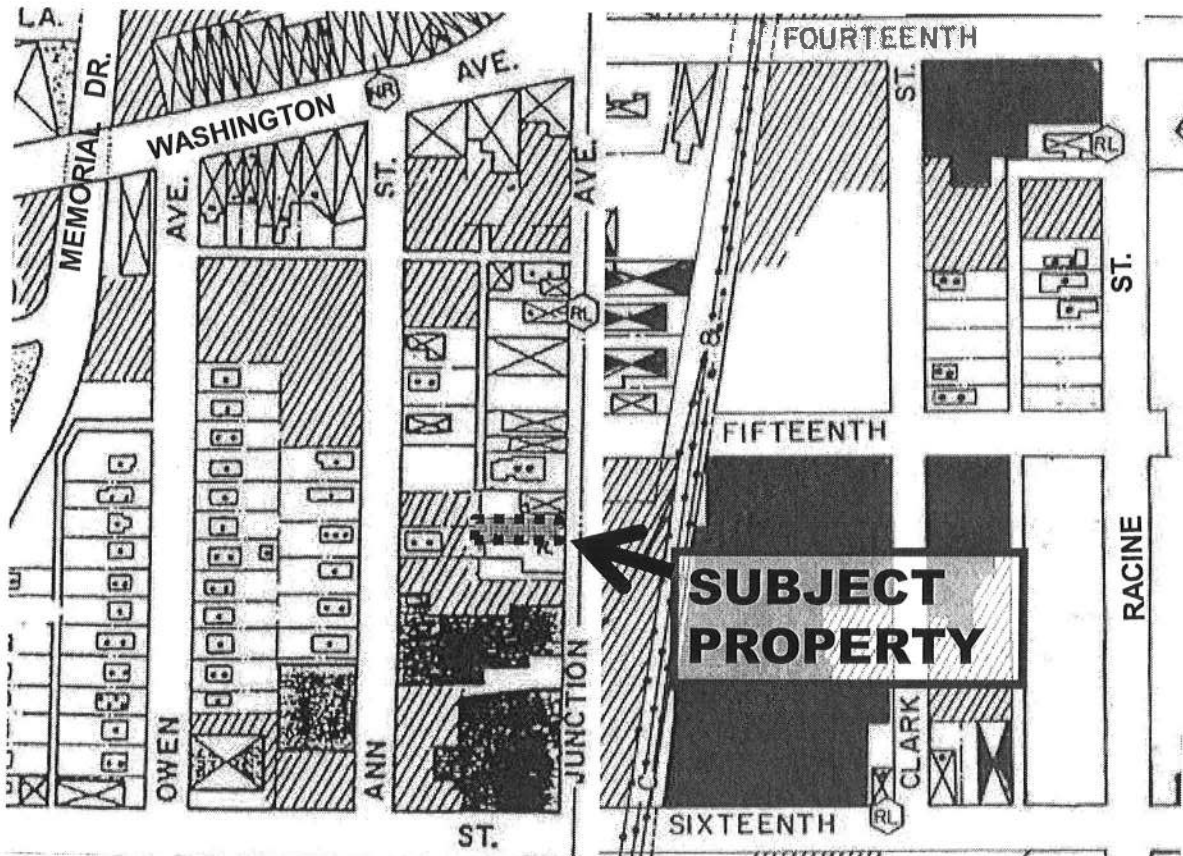 LA.
MEMORIAL DR.
WASHINGTON
AVE.
NR
FOURTEENTH
ST.
RL
AVE.
ST.
AVE.
RL
ST.
FIFTEENTH
SUBJECT
PROPERTY
RACINE
OWEN
ANN
JUNCTION
CLARK
ST.
SIXTEENTH
RL